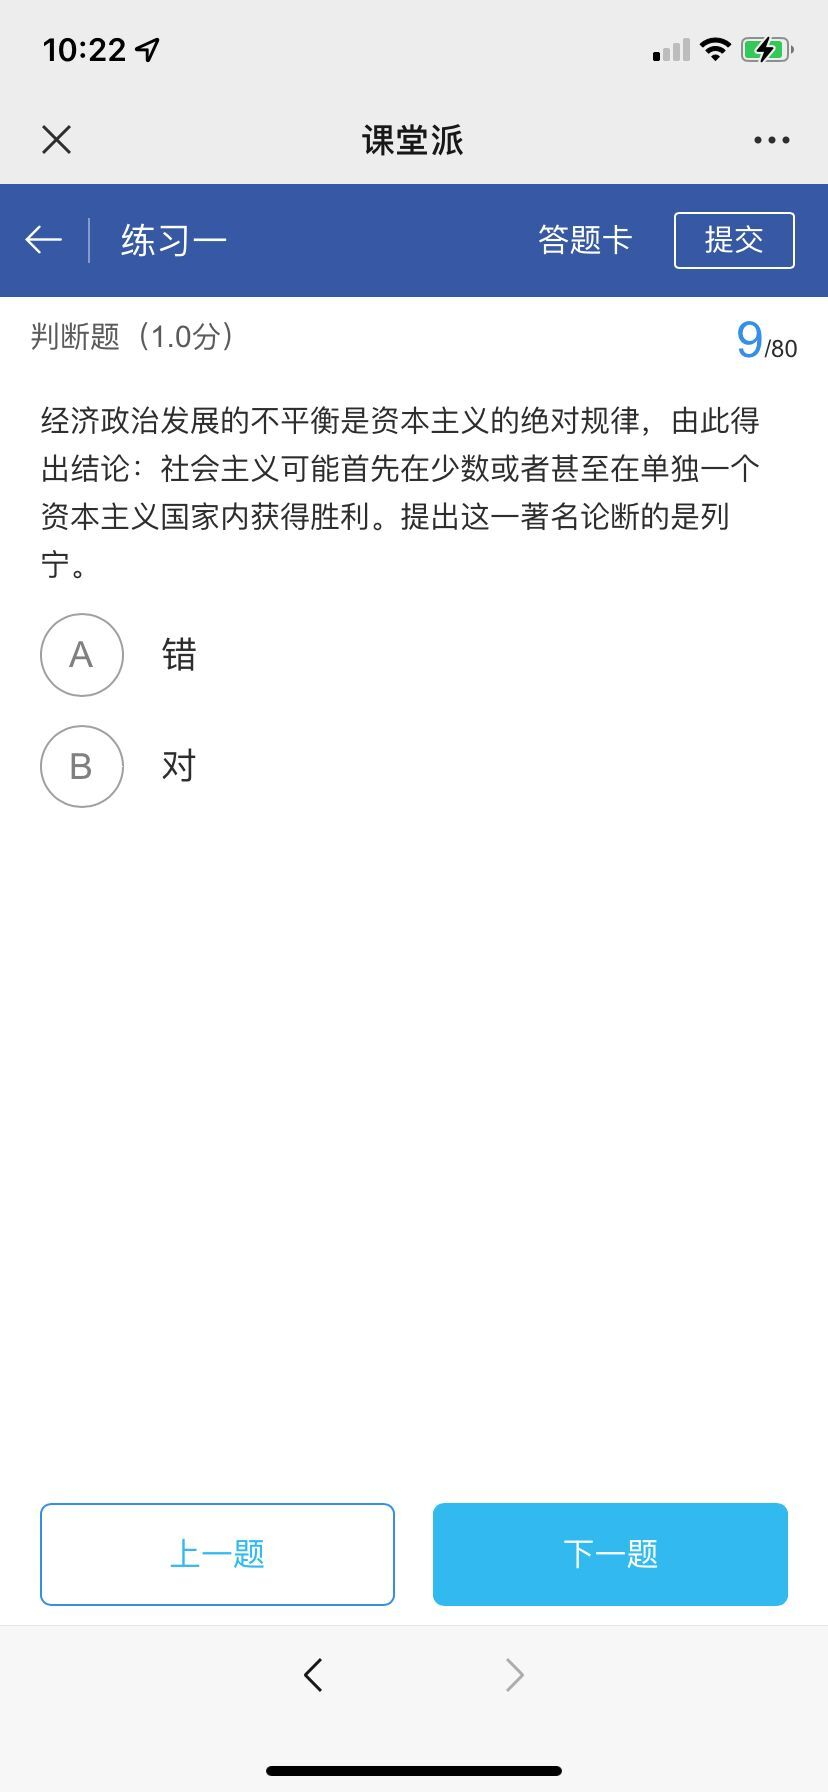 10:22
课堂派
练习一
答题卡
提交
判断题（1.0分）
9/80
经济政治发展的不平衡是资本主义的绝对规律，由此得
出结论：社会主义可能首先在少数或者甚至在单独一个
资本主义国家内获得胜利。提出这一著名论断的是列
宁。
A 错
B 对
上一题
下一题